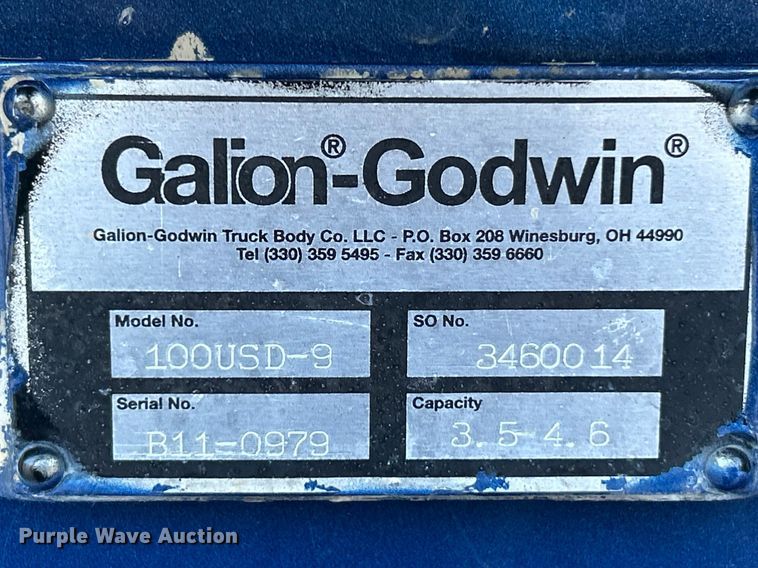 Galion®-Godwin®
Galion-Godwin Truck Body Co. LLC - P.O. Box 208 Winesburg, OH 44990
Tel (330) 359 5495 - Fax (330) 359 6660
Model No. SO No.
100USD-9 3460014
Serial No. Capacity
B11-0979 3.5-4.6
Purple Wave Auction